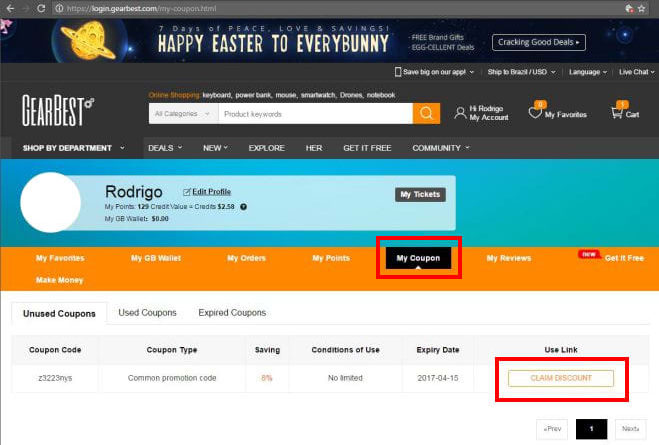 https://login.gearbest.com/my-coupon.html
7 Days of PEACE, LOVE & SAVINGS!
HAPPY EASTER TO EVERYBUNNY
- FREE Brand Gifts
- EGG-CELLENT Deals
Cracking Good Deals
Save big on our app!
Ship to Brazil / USD
Language
Live Chat
GEARBEST
Online Shopping: keyboard, power bank, mouse, smartwatch, Drones, notebook
All Categories
Product keywords
Hi Rodrigo
My Account
0
My Favorites
1
Cart
SHOP BY DEPARTMENT
DEALS
NEW
EXPLORE
HER
GET IT FREE
COMMUNITY
Rodrigo
Edit Profile
My Points: 129 Credit Value = Credits $2.58 ?
My GB Wallet: $0.00
My Tickets
My Favorites
My GB Wallet
My Orders
My Points
My Coupon
My Reviews
new
Get It Free
Make Money
Unused Coupons
Used Coupons
Expired Coupons
Coupon Code Coupon Type Saving Conditions of Use Expiry Date Use Link
z3223nys Common promotion code 8% No limited 2017-04-15 CLAIM DISCOUNT
«Prev 1 Next»